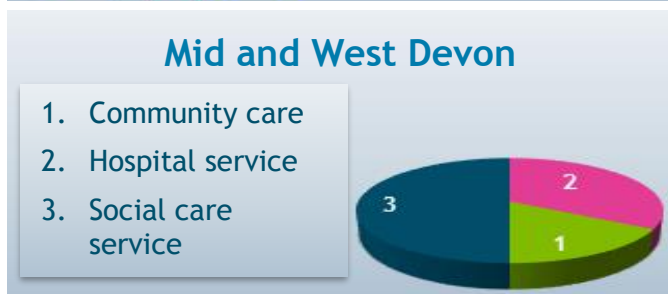 Mid and West Devon
1. Community care
2. Hospital service
3. Social care
service
3
2
1